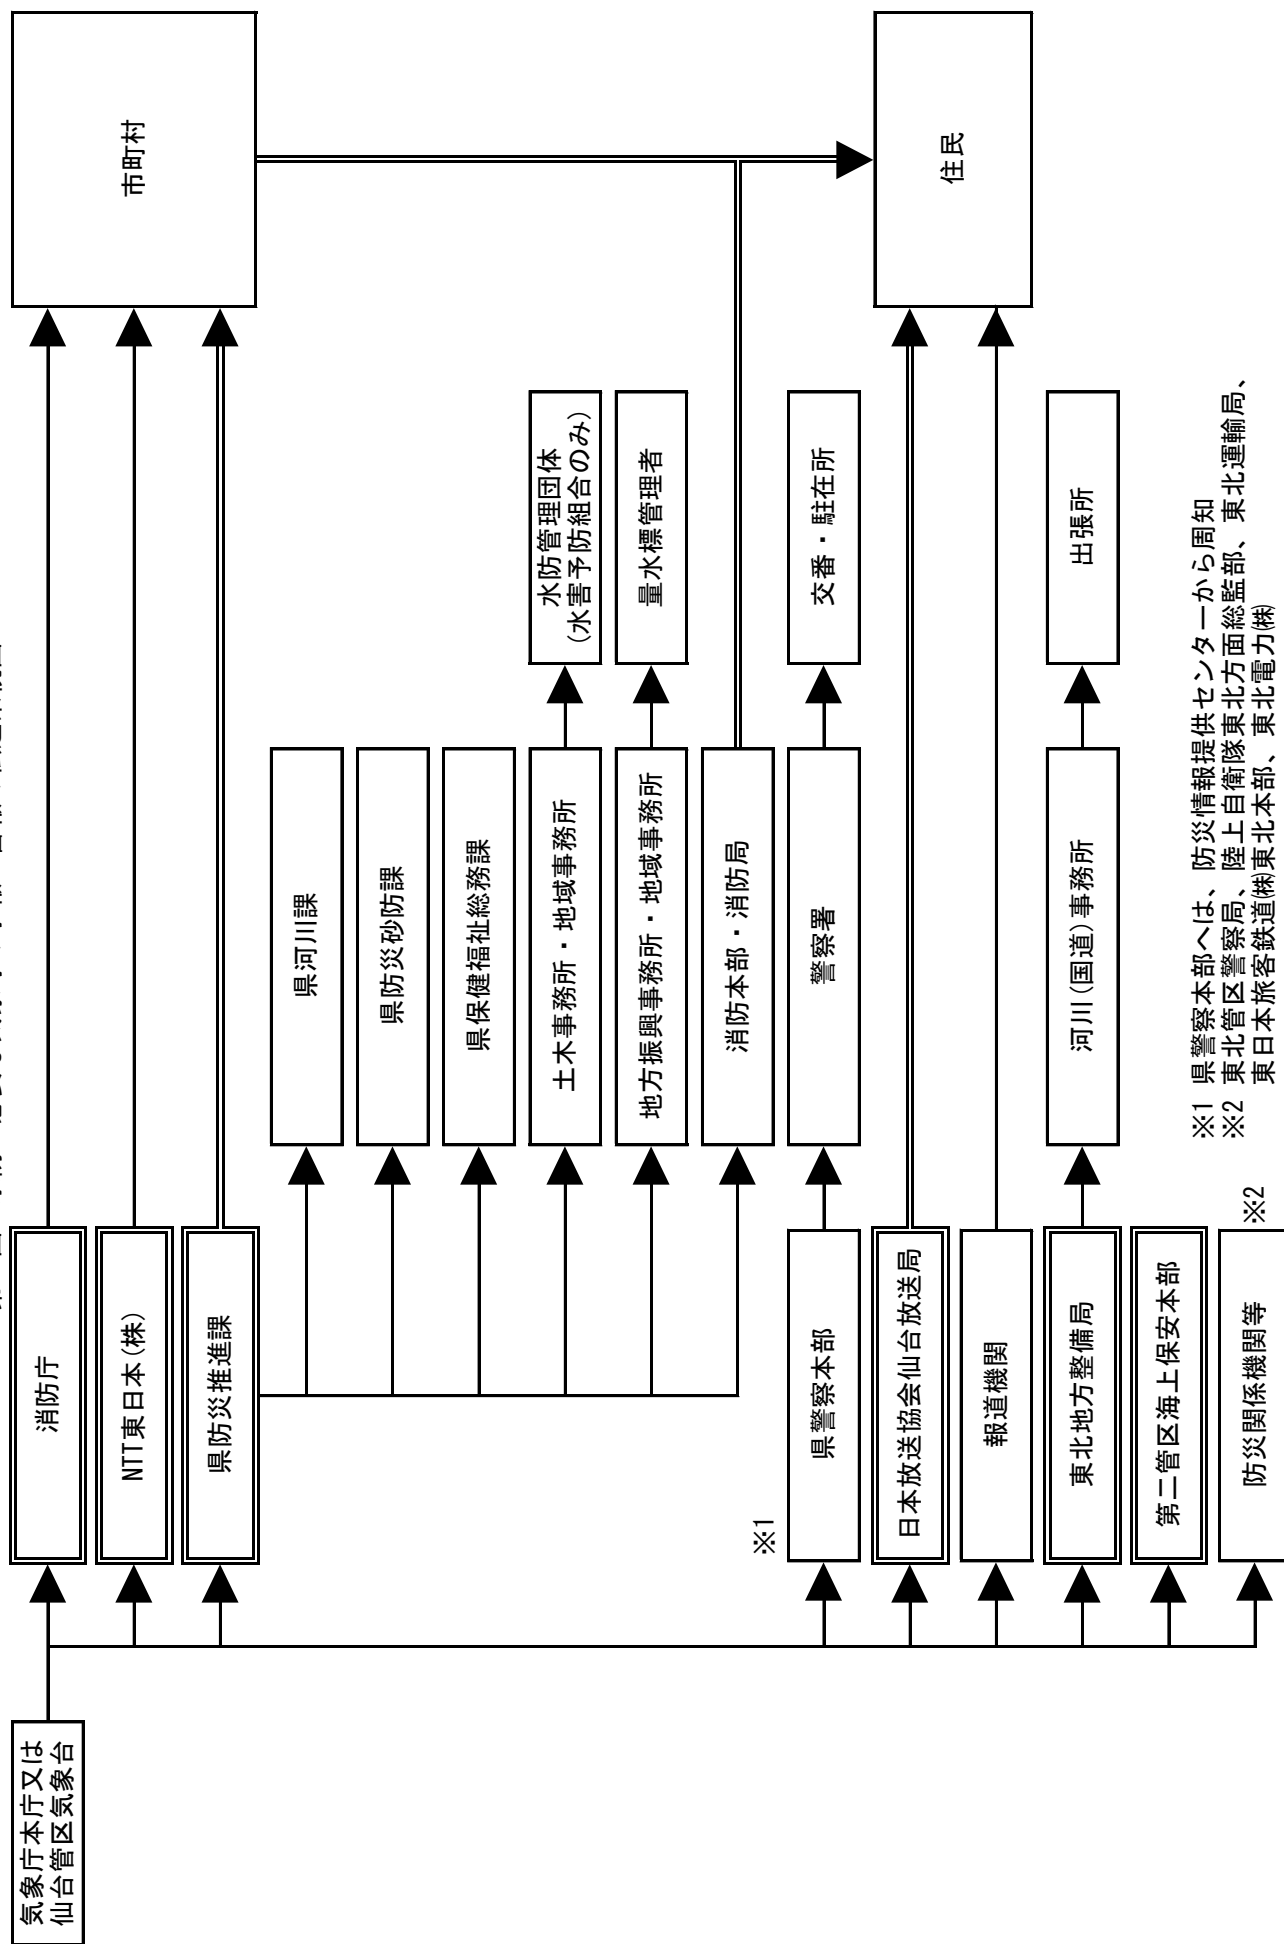 気象庁本庁又は
仙台管区気象台
消防庁
NTT東日本(株)
県防災推進課
※1
県警察本部
日本放送協会仙台放送局
報道機関
東北地方整備局
第二管区海上保安本部
防災関係機関等
※2
県河川課
県防災砂防課
県保健福祉総務課
土木事務所・地域事務所
地方振興事務所・地域事務所
消防本部・消防局
警察署
河川(国道)事務所
水防管理団体
(水害予防組合のみ)
量水標管理者
交番・駐在所
出張所
市町村
住民
※1 県警察本部へは、防災情報提供センターから周知
※2 東北管区警察局、陸上自衛隊東北方面総監部、東北運輸局、
東日本旅客鉄道㈱東北本部、東北電力㈱